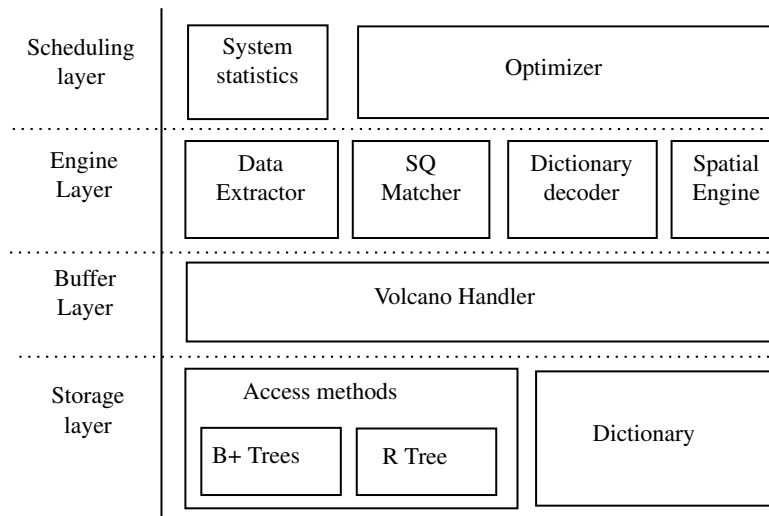 Scheduling
layer
System
statistics
Optimizer
Engine
Layer
Data
Extractor
SQ
Matcher
Dictionary
decoder
Spatial
Engine
Buffer
Layer
Volcano Handler
Storage
layer
Access methods
B+ Trees
R Tree
Dictionary